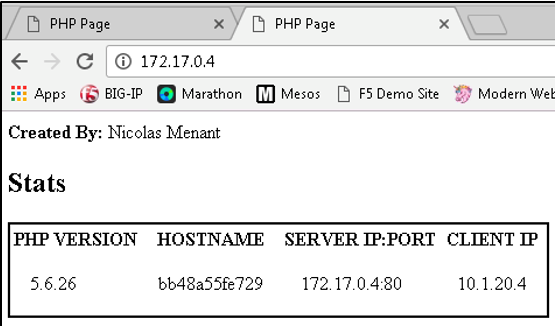 PHP Page
PHP Page
172.17.0.4
Apps BIG-IP Marathon Mesos F5 Demo Site Modern Web
Created By: Nicolas Menant
Stats
PHP VERSION HOSTNAME SERVER IP:PORT CLIENT IP
5.6.26 bb48a55fe729 172.17.0.4:80 10.1.20.4